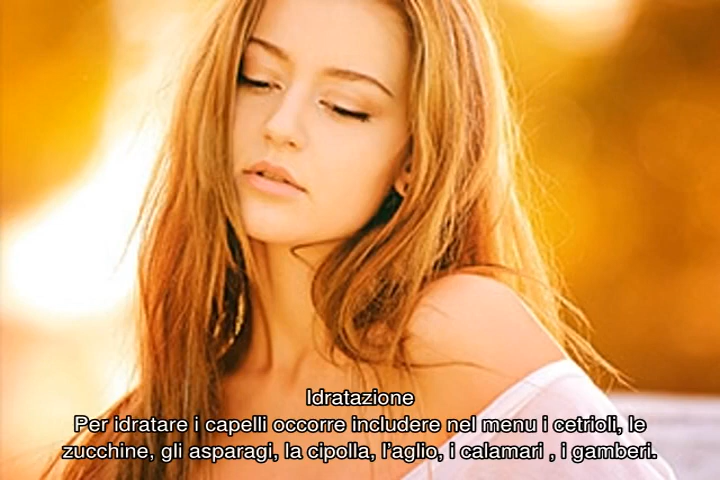 Idratazione
Per idratare i capelli occorre includere nel menu i cetrioli, le
zucchine, gli asparagi, la cipolla, l'aglio, i calamari , i gamberi.